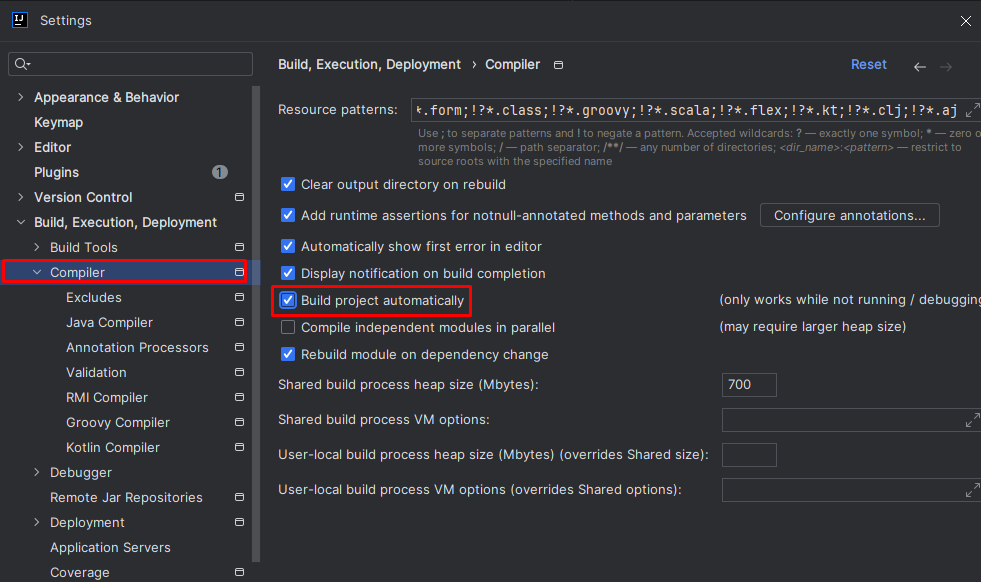 IJ Settings
Appearance & Behavior
Keymap
Editor
Plugins 1
Version Control
Build, Execution, Deployment
Build Tools
Compiler
Excludes
Java Compiler
Annotation Processors
Validation
RMI Compiler
Groovy Compiler
Kotlin Compiler
Debugger
Remote Jar Repositories
Deployment
Application Servers
Coverage
Build, Execution, Deployment › Compiler
Reset
Resource patterns: *.form;!?*.class;!?*.groovy;!?*.scala;!?*.flex;!?*.kt;!?*.clj;!?*.aj
Use ; to separate patterns and ! to negate a pattern. Accepted wildcards: ? — exactly one symbol; * — zero o
more symbols; / — path separator; /**/ — any number of directories; <dir_name>:<pattern> — restrict to
source roots with the specified name
Clear output directory on rebuild
Add runtime assertions for notnull-annotated methods and parameters Configure annotations...
Automatically show first error in editor
Display notification on build completion
Build project automatically (only works while not running / debugging
Compile independent modules in parallel (may require larger heap size)
Rebuild module on dependency change
Shared build process heap size (Mbytes): 700
Shared build process VM options:
User-local build process heap size (Mbytes) (overrides Shared size):
User-local build process VM options (overrides Shared options):